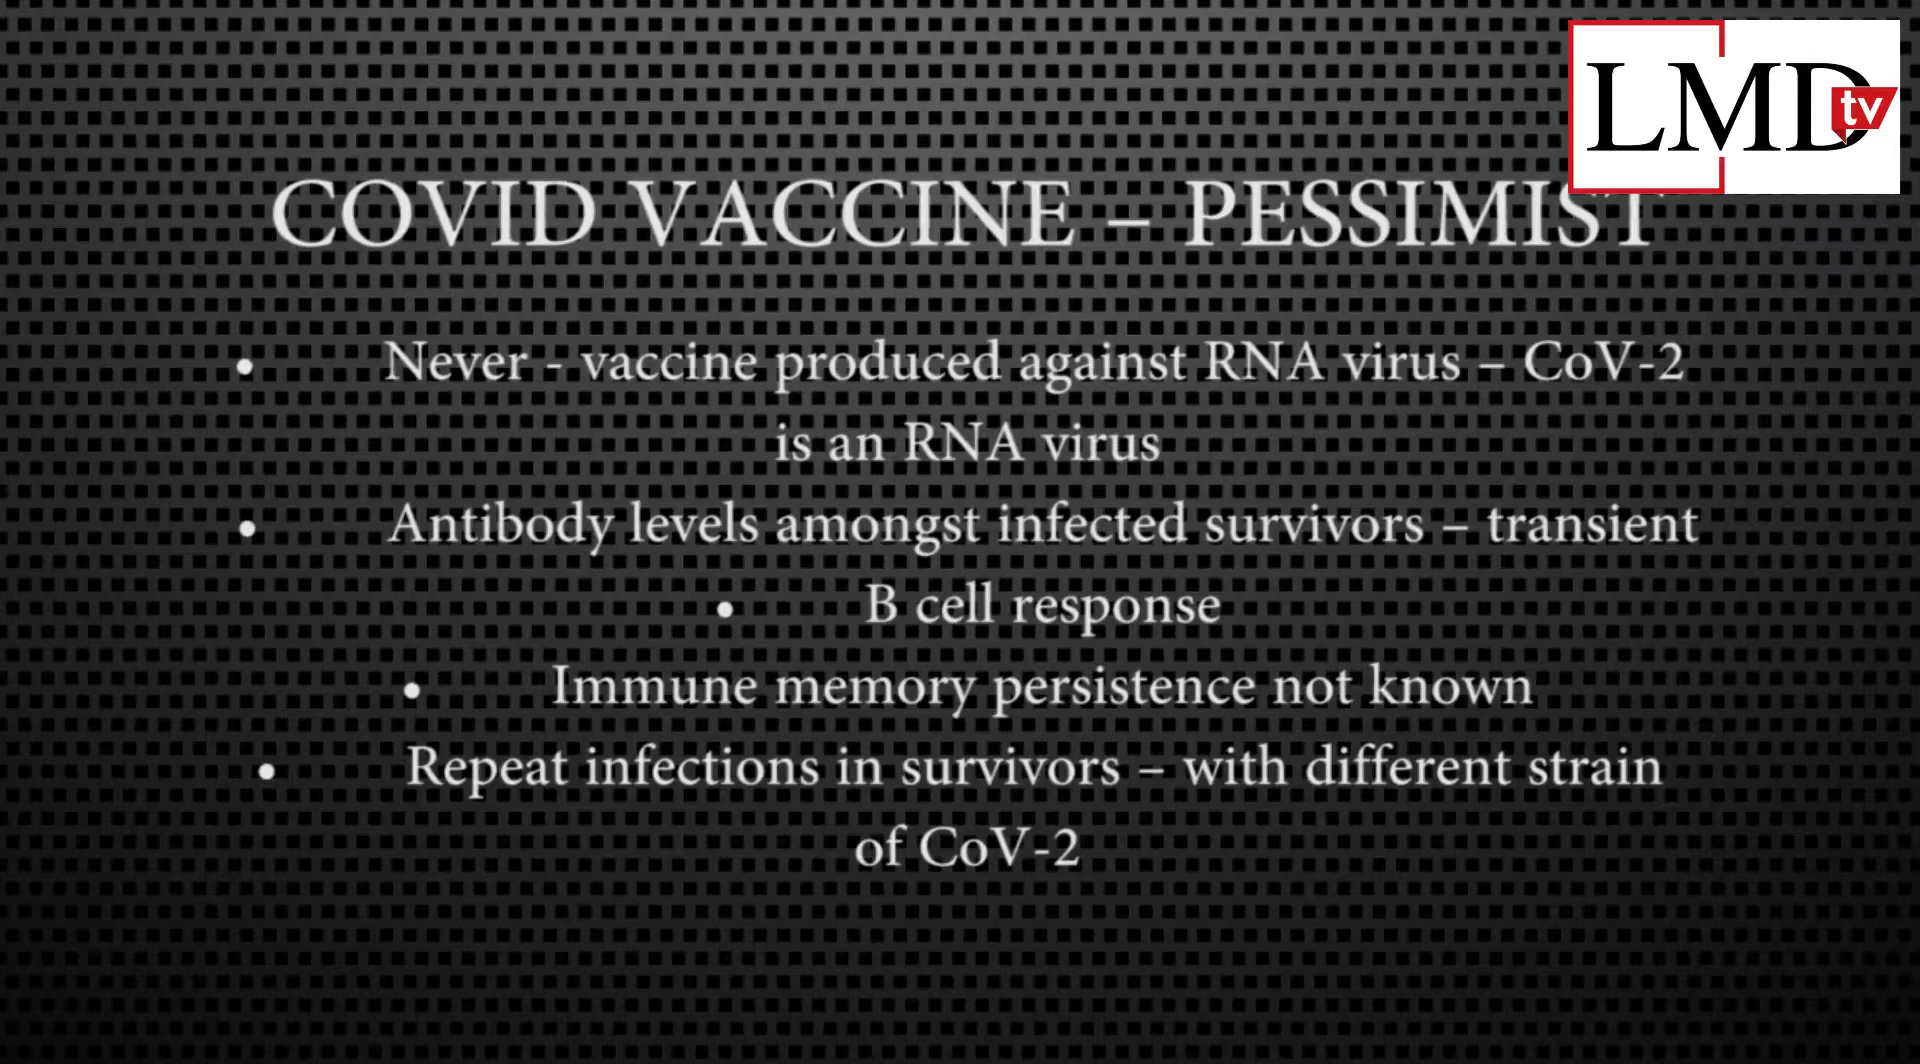 LMD tv
COVID VACCINE – PESSIMIST
• Never - vaccine produced against RNA virus – CoV-2
is an RNA virus
• Antibody levels amongst infected survivors – transient
• B cell response
• Immune memory persistence not known
• Repeat infections in survivors – with different strain
of CoV-2